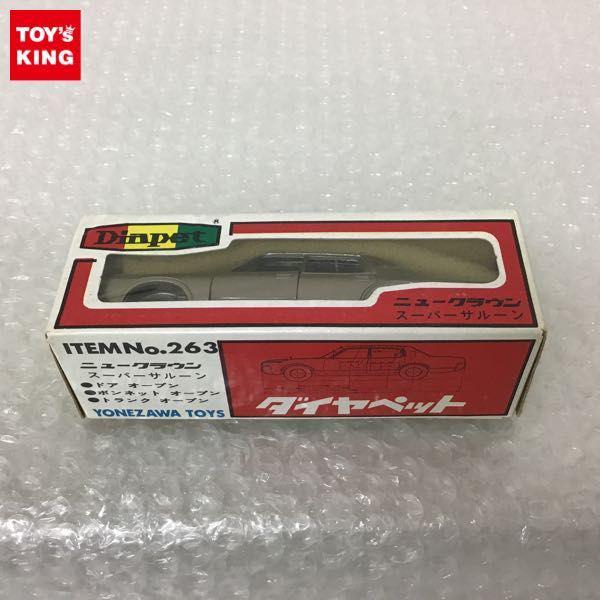 TOY's
KING
Diapet
®
ニュークラウン
スーパーサルーン
ITEM No.263
ニュークラウン
スーパーサルーン
●ドア オープン
●ボンネット オープン
●トランク オープン
YONEZAWA TOYS
ダイヤペット